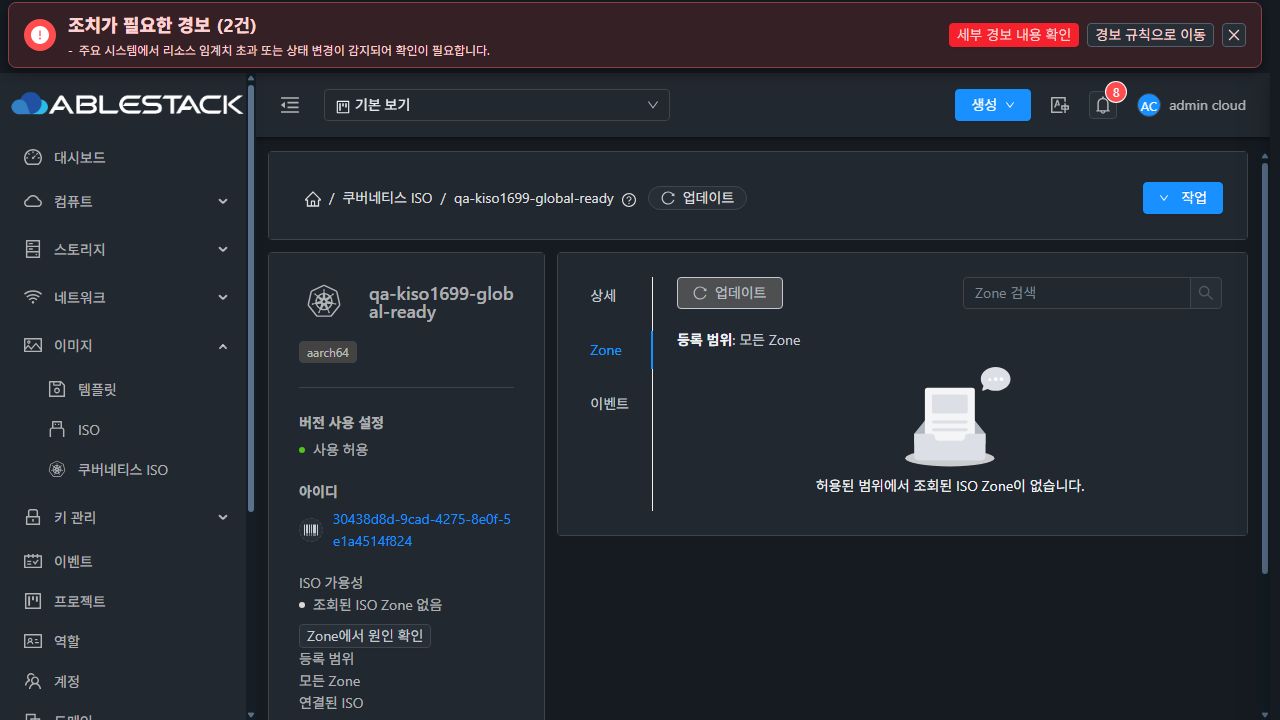 조치가 필요한 경보 (2건)
- 주요 시스템에서 리소스 임계치 초과 또는 상태 변경이 감지되어 확인이 필요합니다.
세부 경보 내용 확인
경보 규칙으로 이동
ABLESTACK
기본 보기
생성
8
AC
admin cloud
대시보드
컴퓨트
스토리지
네트워크
이미지
템플릿
ISO
쿠버네티스 ISO
키 관리
이벤트
프로젝트
역할
계정
/ 쿠버네티스 ISO / qa-kiso1699-global-ready
업데이트
작업
qa-kiso1699-glob
al-ready
aarch64
버전 사용 설정
사용 허용
아이디
30438d8d-9cad-4275-8e0f-5
e1a4514f824
ISO 가용성
조회된 ISO Zone 없음
Zone에서 원인 확인
등록 범위
모든 Zone
연결된 ISO
상세
Zone
이벤트
업데이트
Zone 검색
등록 범위: 모든 Zone
허용된 범위에서 조회된 ISO Zone이 없습니다.